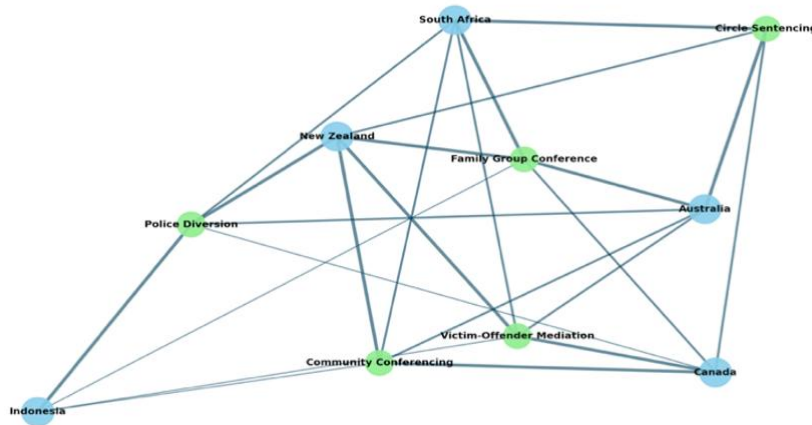 South Africa
Circle Sentencing
New Zealand
Family Group Conference
Australia
Police Diversion
Victim-Offender Mediation
Community Conferencing
Canada
Indonesia